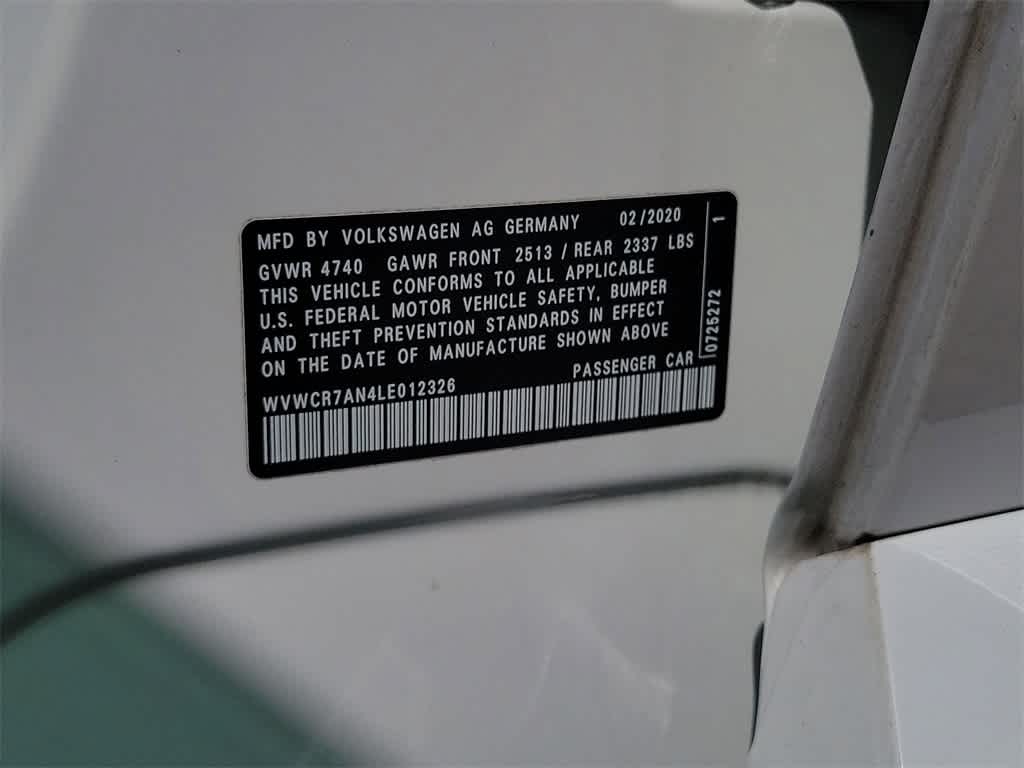 MFD BY VOLKSWAGEN AG GERMANY 02/2020
GVWR 4740 GAWR FRONT 2513 / REAR 2337 LBS
THIS VEHICLE CONFORMS TO ALL APPLICABLE
U.S. FEDERAL MOTOR VEHICLE SAFETY, BUMPER
AND THEFT PREVENTION STANDARDS IN EFFECT
ON THE DATE OF MANUFACTURE SHOWN ABOVE
WVWCR7AN4LE012326 PASSENGER CAR
0726272 1